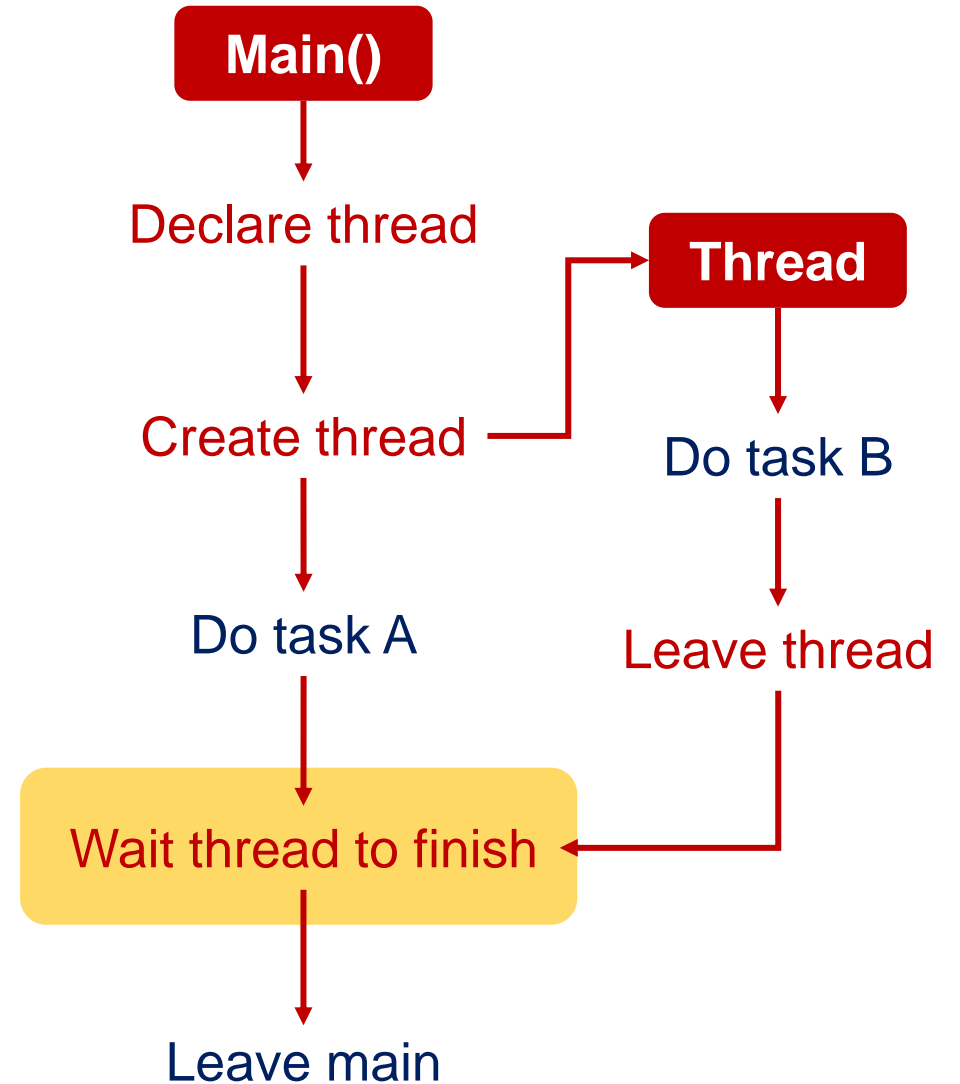 Main()
Declare thread
Create thread
Do task A
Wait thread to finish
Leave main
Thread
Do task B
Leave thread